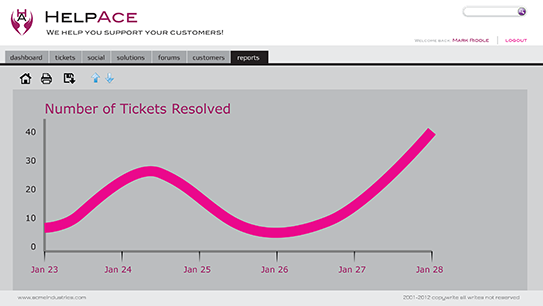 HelpAce
We help you support your customers!
Welcome back Mark Riddle | Logout
dashboard tickets social solutions forums customers reports
Number of Tickets Resolved
40
30
20
10
0
Jan 23 Jan 24 Jan 25 Jan 26 Jan 27 Jan 28
www.acmeindustries.com 2001-2012 copywrite all writes not reserved